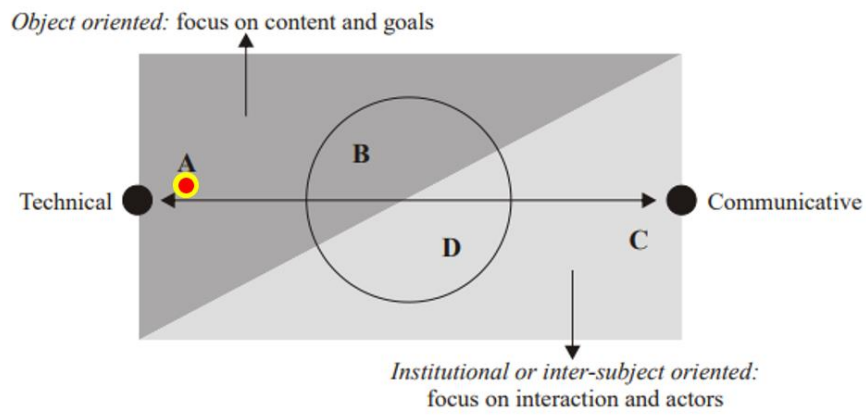 Object oriented: focus on content and goals
B
A
Technical
Communicative
D
C
Institutional or inter-subject oriented:
focus on interaction and actors